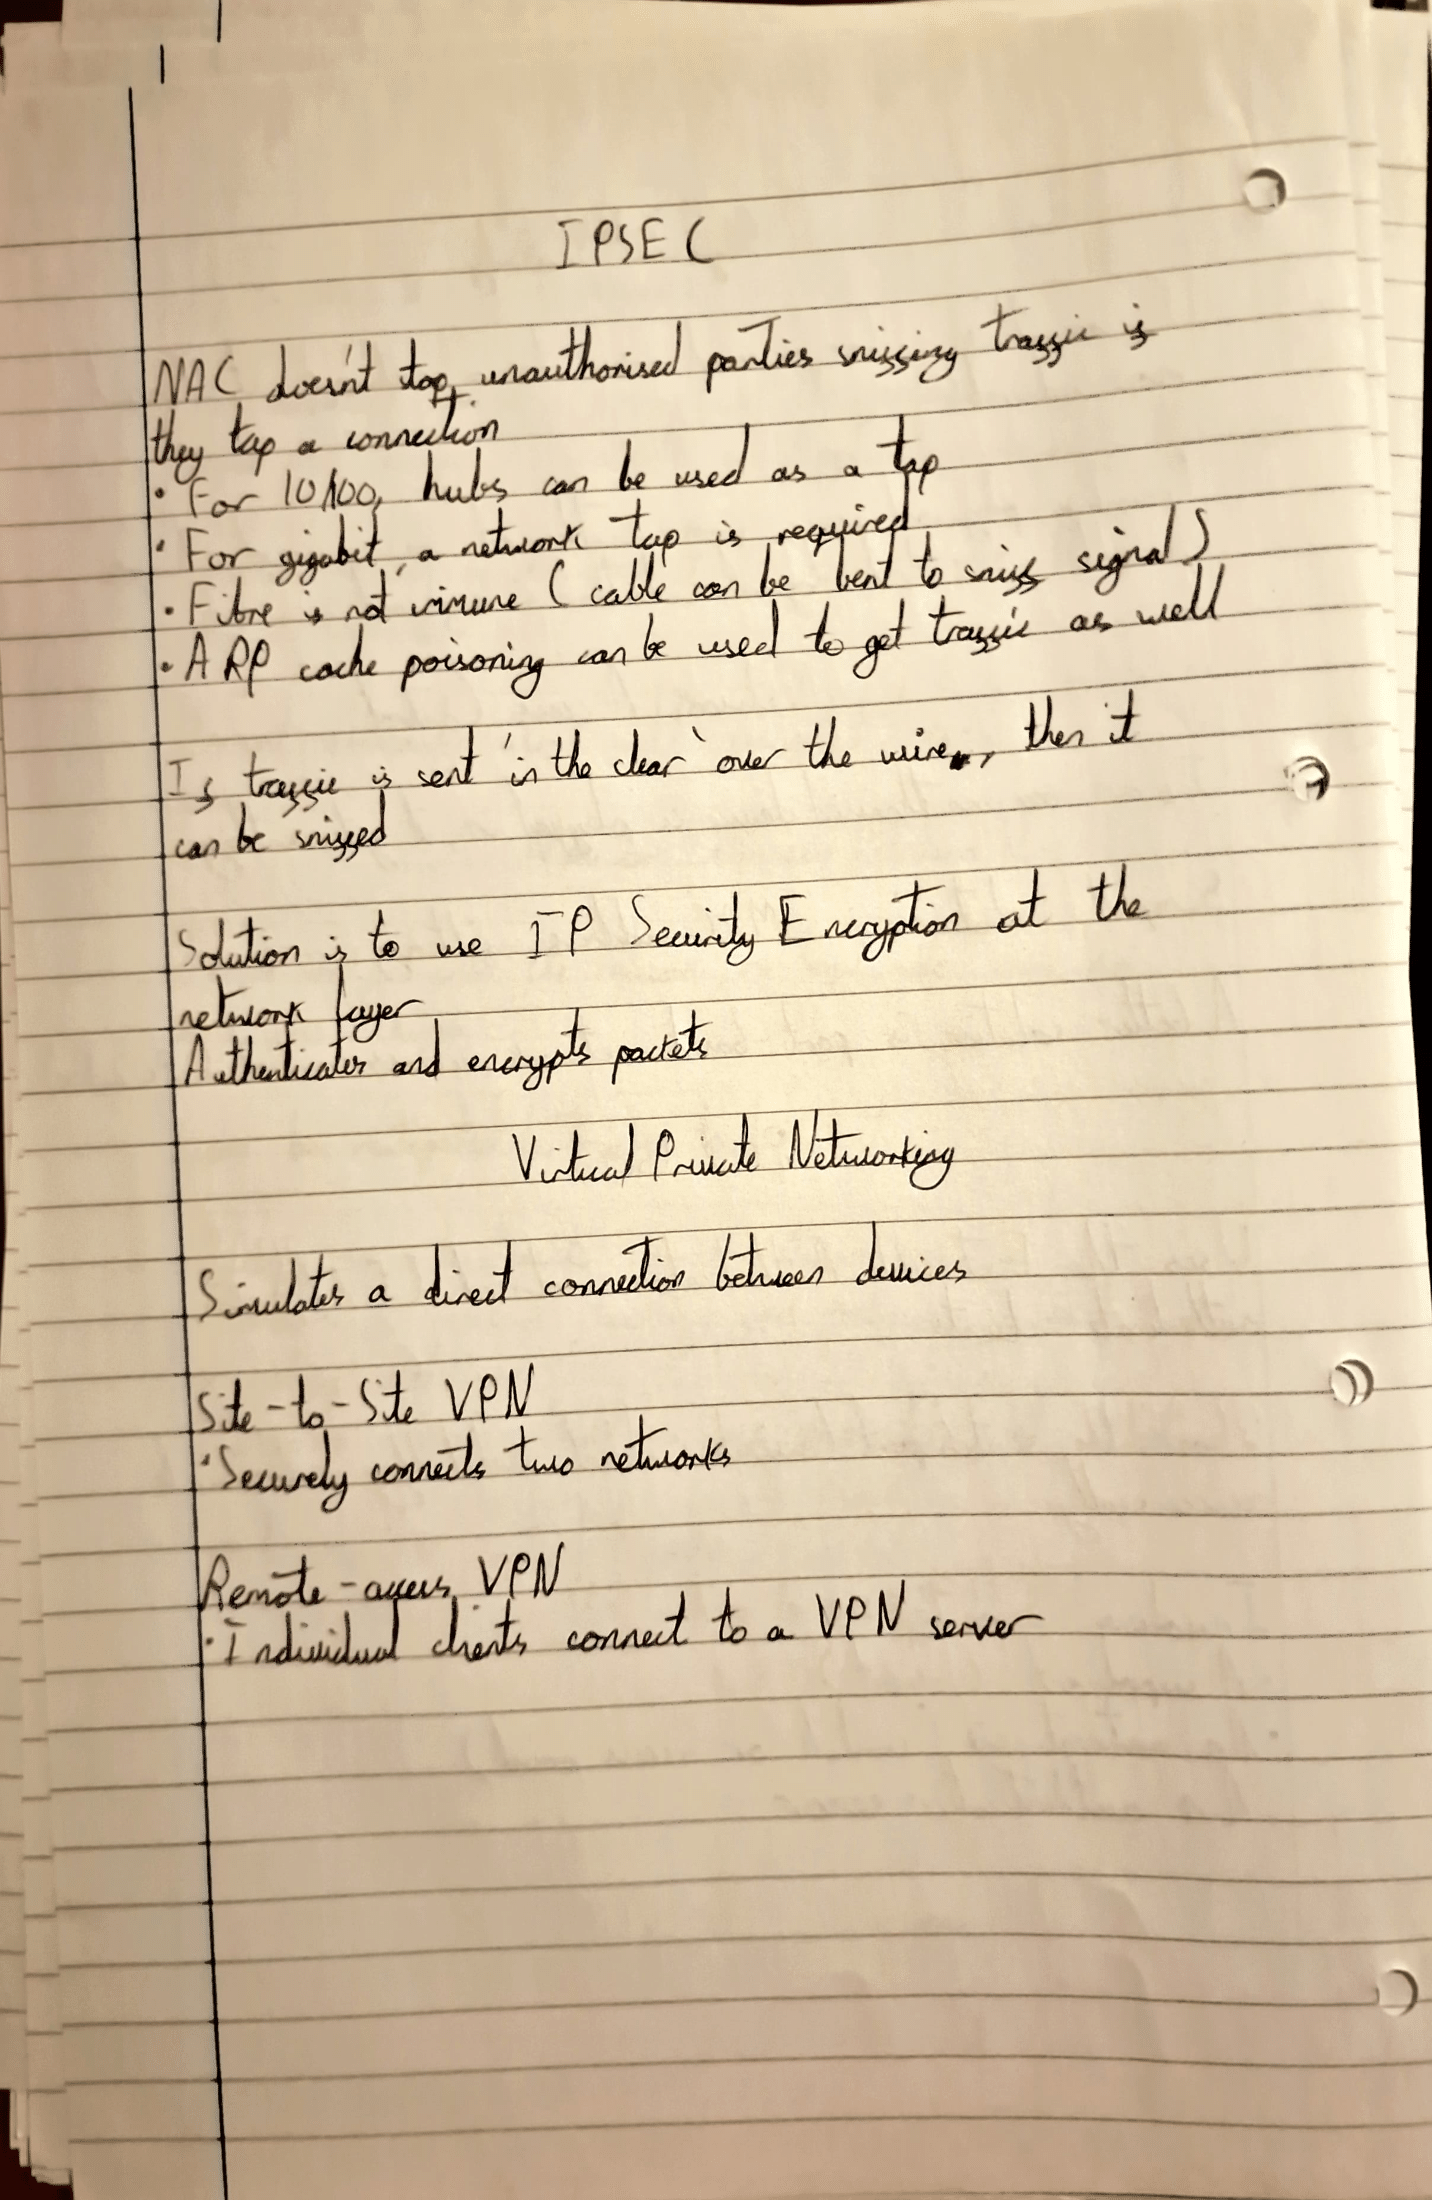 IPSEC
NAC doesn't stop unauthorised parties sniffing traffic if
they tap a connection
• For 10/100, hubs can be used as a tap
• For gigabit, a network tap is required
• Fibre is not immune (cable can be bent to sniff signal)
• ARP cache poisoning can be used to get traffic as well
If traffic is sent 'in the clear' over the wire, then it
can be sniffed
Solution is to use IP Security Encryption at the
network layer
Authenticates and encrypts packets
Virtual Private Networking
Simulates a direct connection between devices
Site-to-Site VPN
• Securely connects two networks
Remote-access VPN
• Individual clients connect to a VPN server